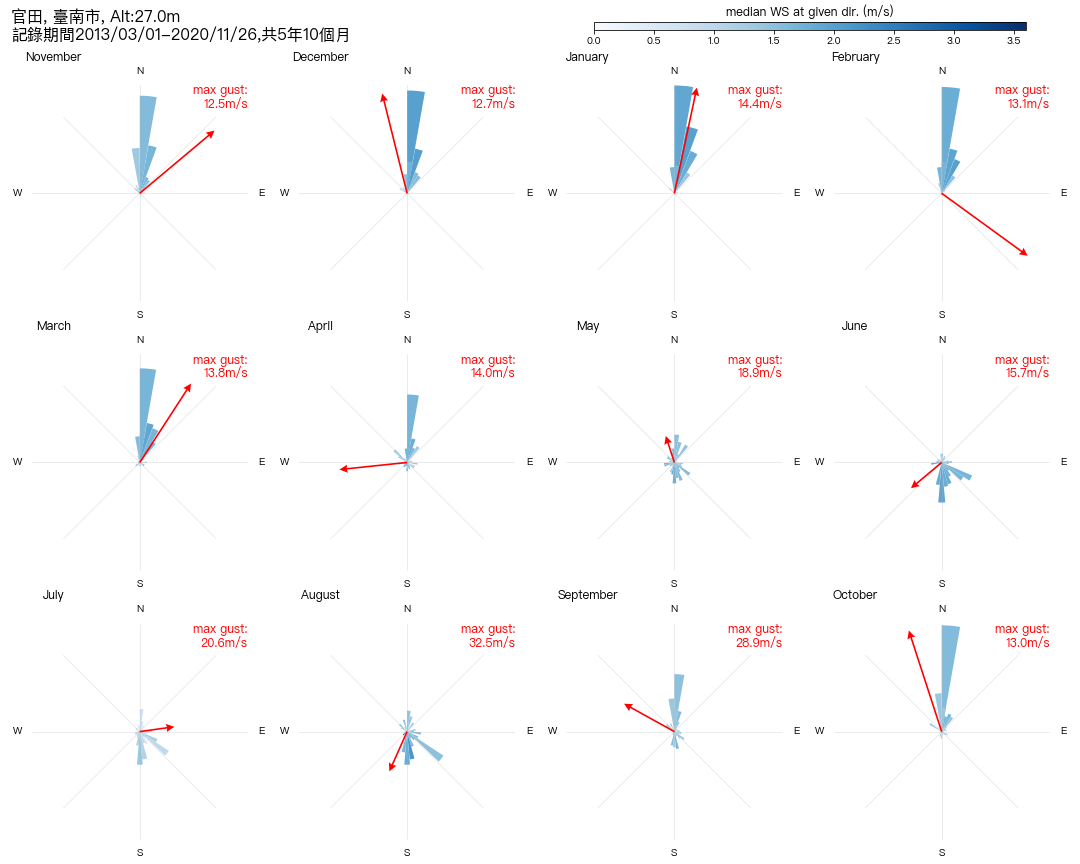 官田, 臺南市, Alt:27.0m
記錄期間2013/03/01-2020/11/26,共5年10個月
median WS at given dir. (m/s)
0.0 0.5 1.0 1.5 2.0 2.5 3.0 3.5
November
N
max gust:
12.5m/s
W
E
S
December
N
max gust:
12.7m/s
W
E
S
January
N
max gust:
14.4m/s
W
E
S
February
N
max gust:
13.1m/s
W
E
S
March
N
max gust:
13.8m/s
W
E
S
April
N
max gust:
14.0m/s
W
E
S
May
N
max gust:
18.9m/s
W
E
S
June
N
max gust:
15.7m/s
W
E
S
July
N
max gust:
20.6m/s
W
E
S
August
N
max gust:
32.5m/s
W
E
S
September
N
max gust:
28.9m/s
W
E
S
October
N
max gust:
13.0m/s
W
E
S